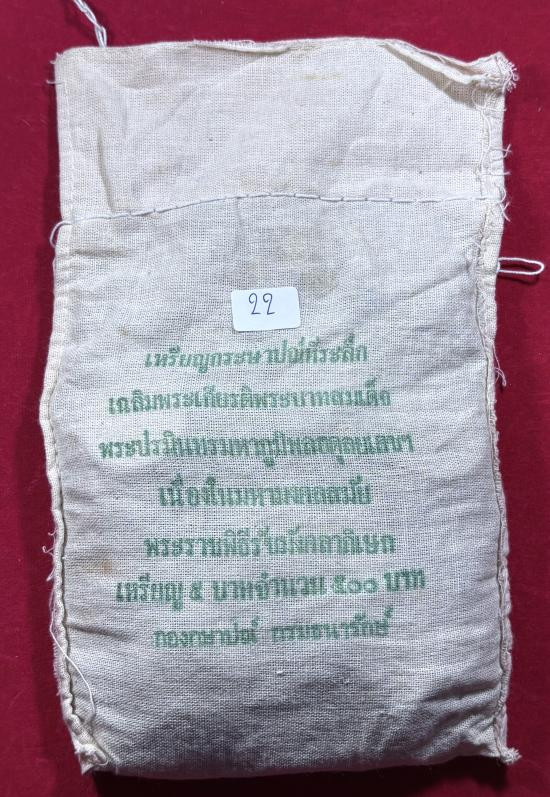 22
เหรียญกระษาปณ์ที่ระลึก
เฉลิมพระเกียรติพระบาทสมเด็จ
พระปรมินทรมหาภูมิพลอดุลยเดชฯ
เนื่องในมหามงคลสมัย
พระราชพิธีรัชมังคลาภิเษก
เหรียญ ๕ บาทจำนวน ๕๐๐ บาท
กองกษาปณ์ กรมธนารักษ์